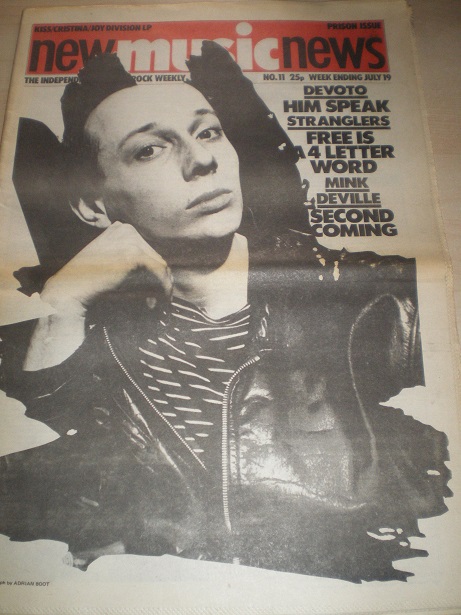 KISS/CRISTINA/JOY DIVISION LP
PRISON ISSUE
newmusicnews
THE INDEPEND ROCK WEEKLY
NO.11 25p WEEK ENDING JULY 19
DEVOTO
HIM SPEAK
STRANGLERS
FREE IS
A 4 LETTER
WORD
MINK
DEVILLE
SECOND
COMING
by ADRIAN BOOT